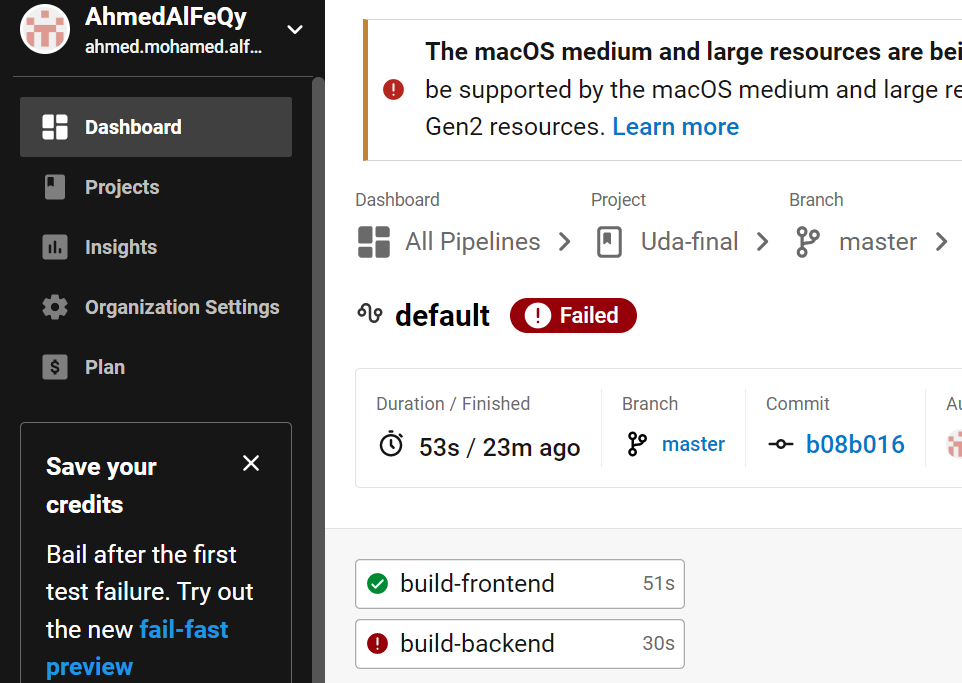 AhmedAlFeQy
ahmed.mohamed.alf...
Dashboard
Projects
Insights
Organization Settings
Plan
Save your
credits
Bail after the first
test failure. Try out
the new fail-fast
preview
The macOS medium and large resources are bei
be supported by the macOS medium and large re
Gen2 resources. Learn more
Dashboard
Project
Branch
All Pipelines
Uda-final
master
default
Failed
Duration / Finished
Branch
Commit
Au
53s / 23m ago
master
b08b016
build-frontend 51s
build-backend 30s